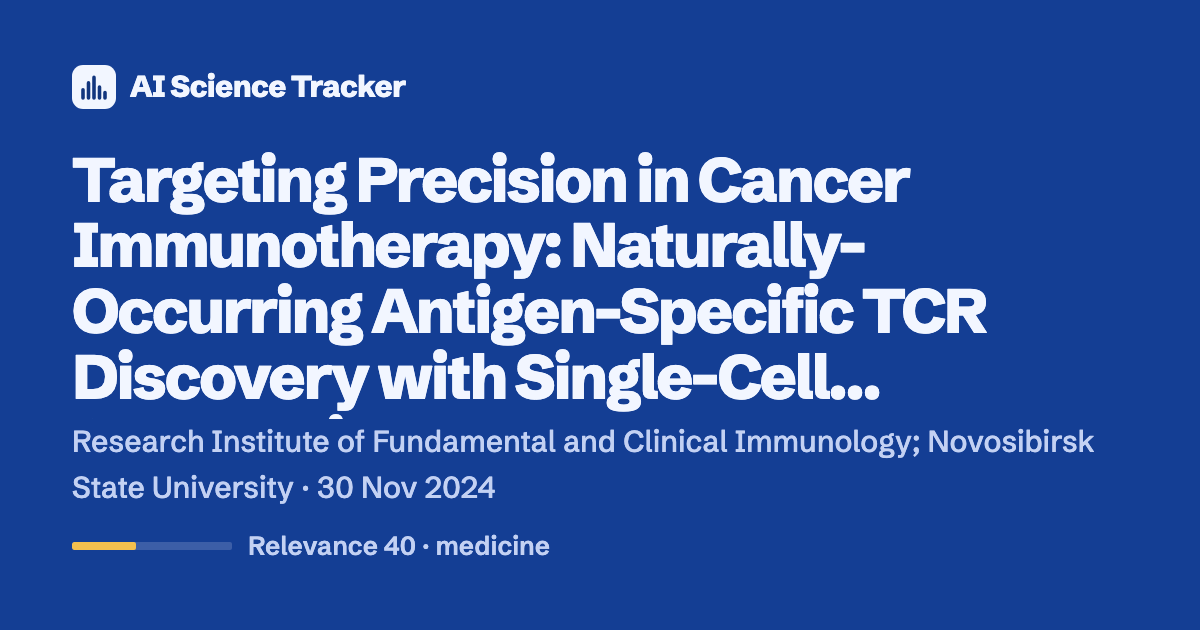 AI Science Tracker
Targeting Precision in Cancer
Immunotherapy: Naturally-
Occurring Antigen-Specific TCR
Discovery with Single-Cell...
Research Institute of Fundamental and Clinical Immunology; Novosibirsk
State University · 30 Nov 2024
Relevance 40 · medicine